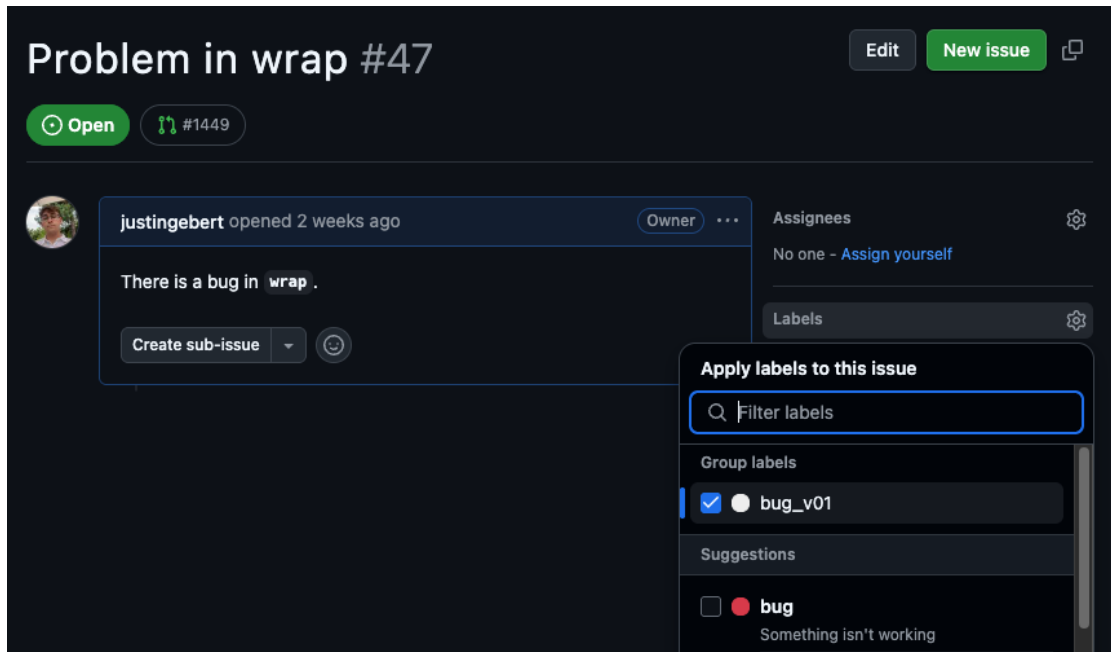 Problem in wrap #47
Edit
New issue
Open
#1449
justingebert opened 2 weeks ago
Owner
There is a bug in wrap.
Create sub-issue
Assignees
No one - Assign yourself
Labels
Apply labels to this issue
Filter labels
Group labels
bug_v01
Suggestions
bug
Something isn't working